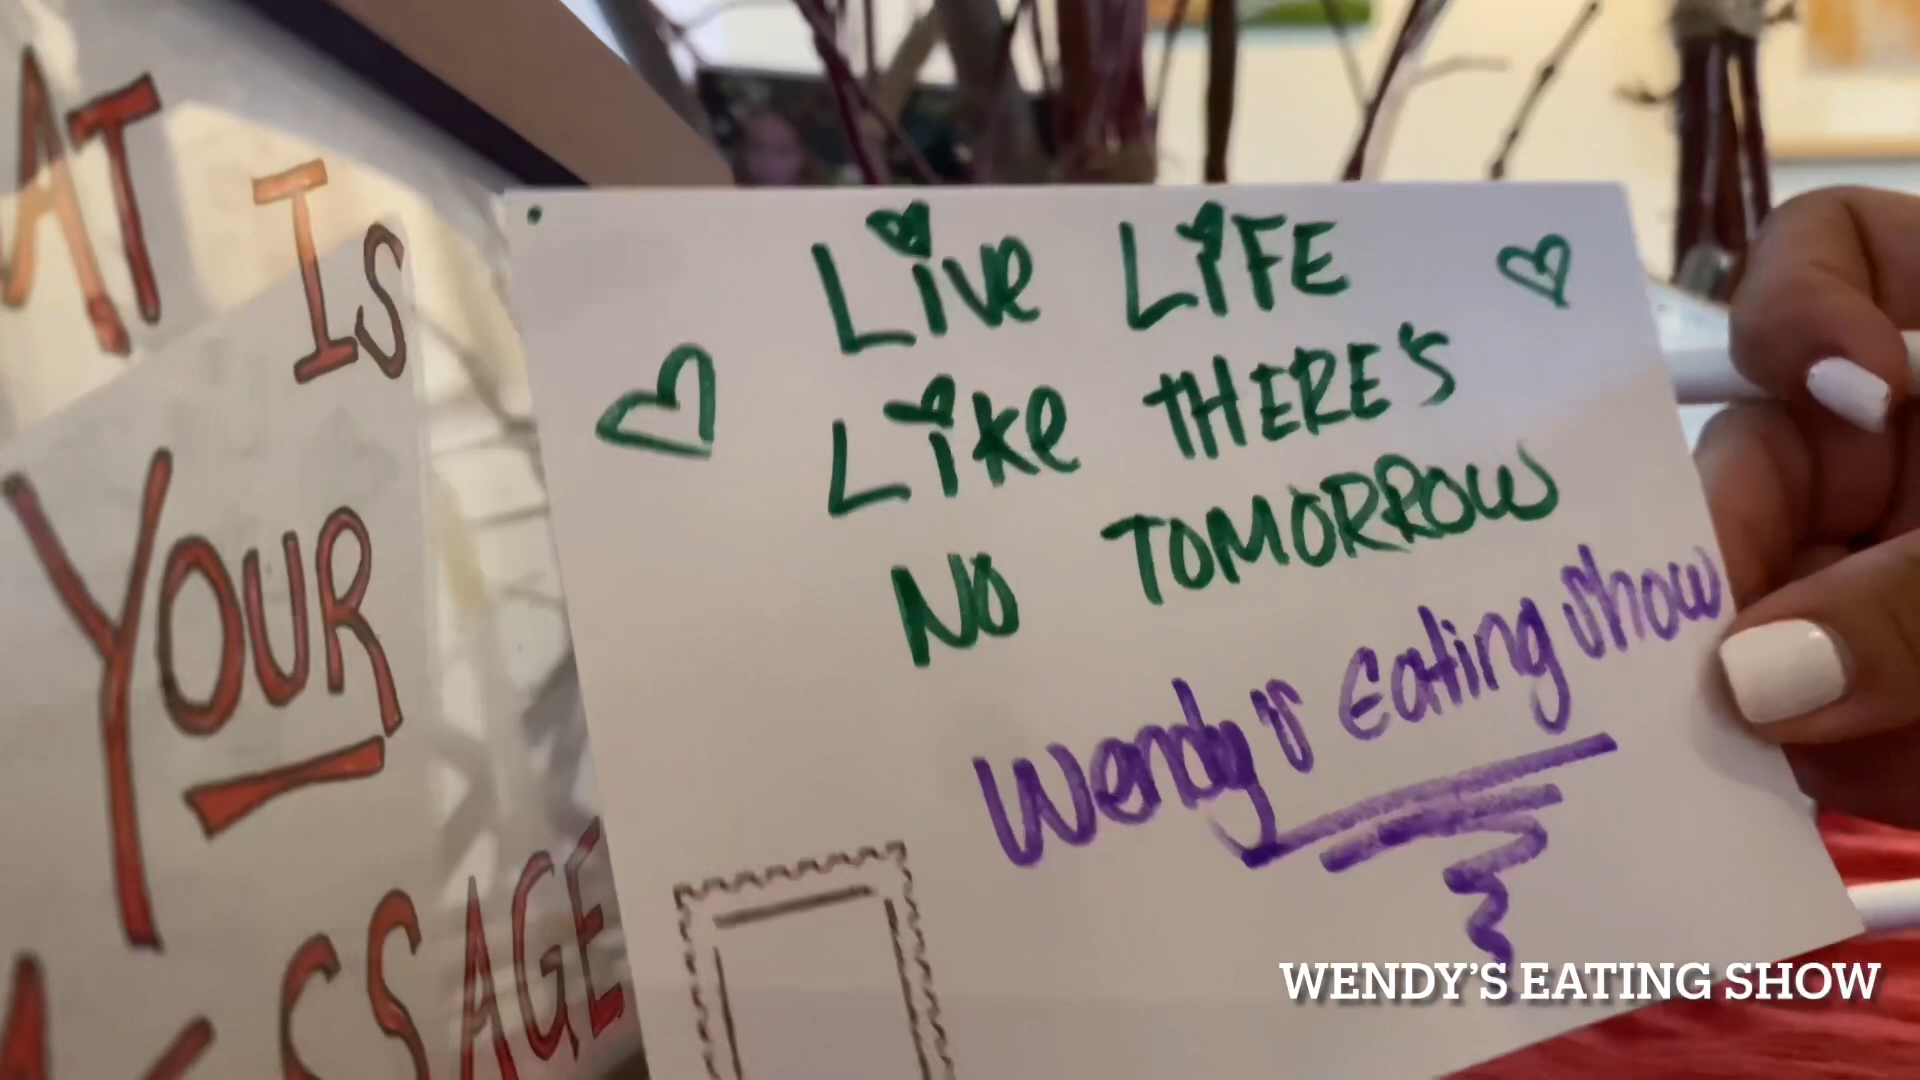 AT IS
YOUR
SSAGE
Live LiFE
Like THERE'S
NO TOMORROW
Wendy's Eating Show
WENDY'S EATING SHOW